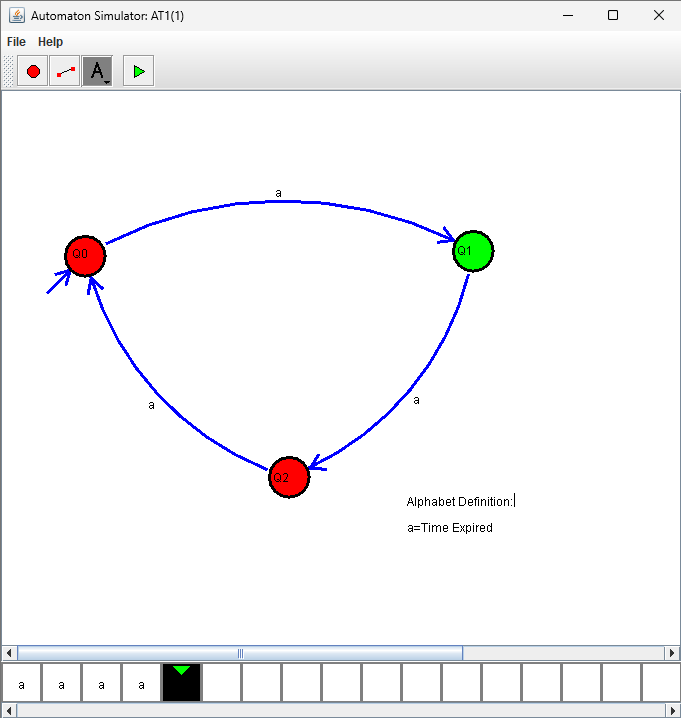 Automaton Simulator: AT1(1)
File Help
A
a
Q0
Q1
a
a
Q2
Alphabet Definition:
a=Time Expired
a a a a